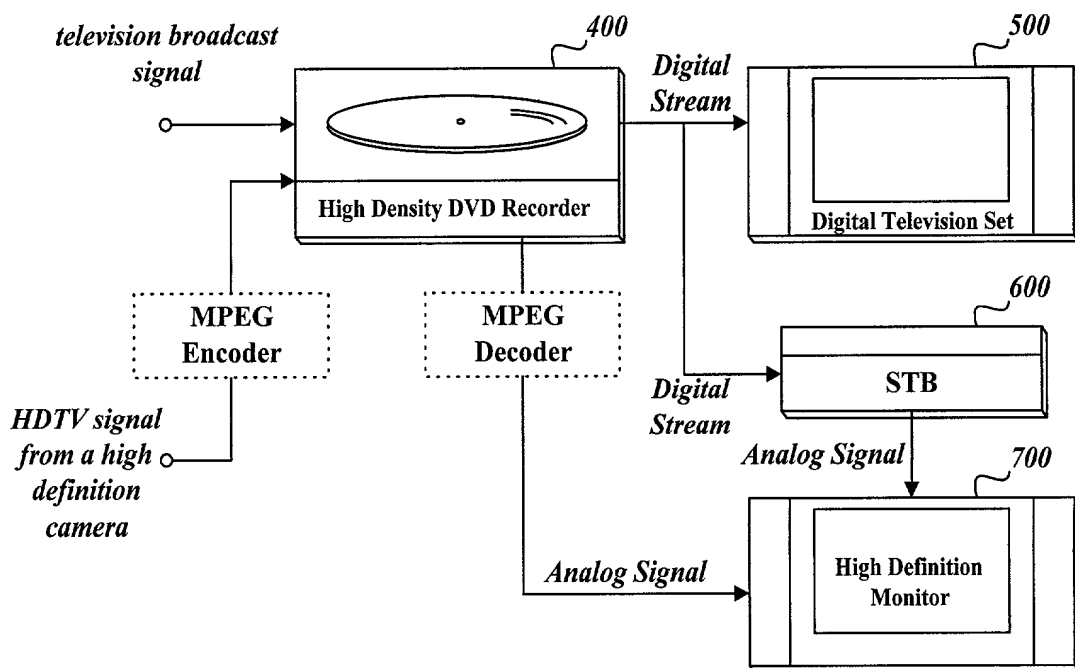 television broadcast
signal
400
Digital
Stream
500
High Density DVD Recorder
Digital Television Set
MPEG
Encoder
MPEG
Decoder
600
STB
Digital
Stream
HDTV signal
from a high
definition
camera
Analog Signal
700
Analog Signal
High Definition
Monitor